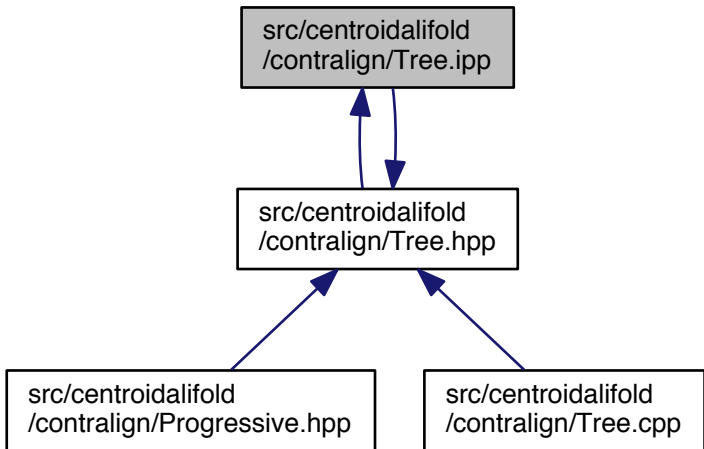 src/centroidalifold
/contralign/Tree.ipp
src/centroidalifold
/contralign/Tree.hpp
src/centroidalifold
/contralign/Progressive.hpp
src/centroidalifold
/contralign/Tree.cpp